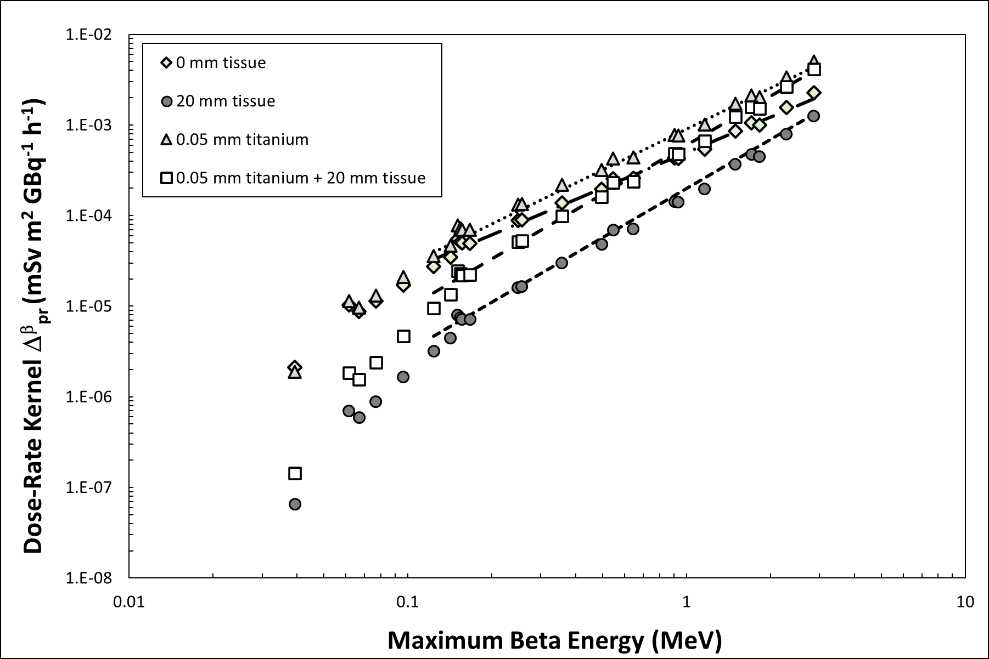 1.E-02
1.E-03
1.E-04
1.E-05
1.E-06
1.E-07
1.E-08
0 mm tissue
20 mm tissue
0.05 mm titanium
0.05 mm titanium + 20 mm tissue
Dose-Rate Kernel Δᵝpr (mSv m² GBq⁻¹ h⁻¹)
0.01 0.1 1 10
Maximum Beta Energy (MeV)